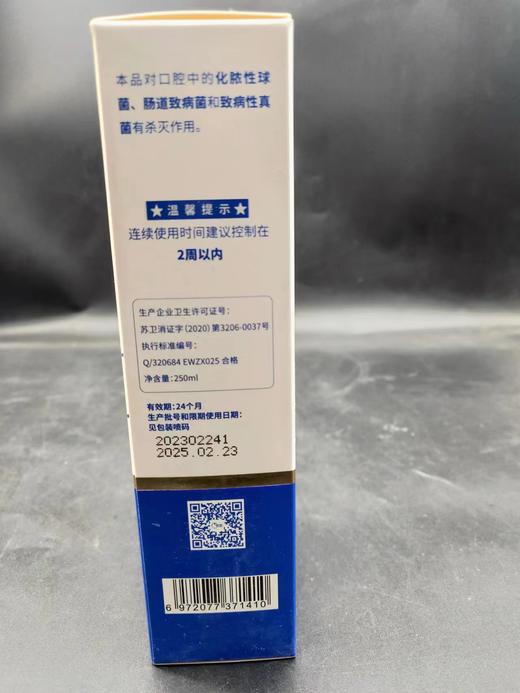 本品对口腔中的化脓性球
菌、肠道致病菌和致病性真
菌有杀灭作用。
★温馨提示★
连续使用时间建议控制在
2周以内
生产企业卫生许可证号：
苏卫消证字(2020)第3206-0037号
执行标准编号：
Q/320684 EWZX025 合格
净含量:250ml
有效期:24个月
生产批号和限期使用日期：
见包装喷码
202302241
2025.02.23
6 972077 371410